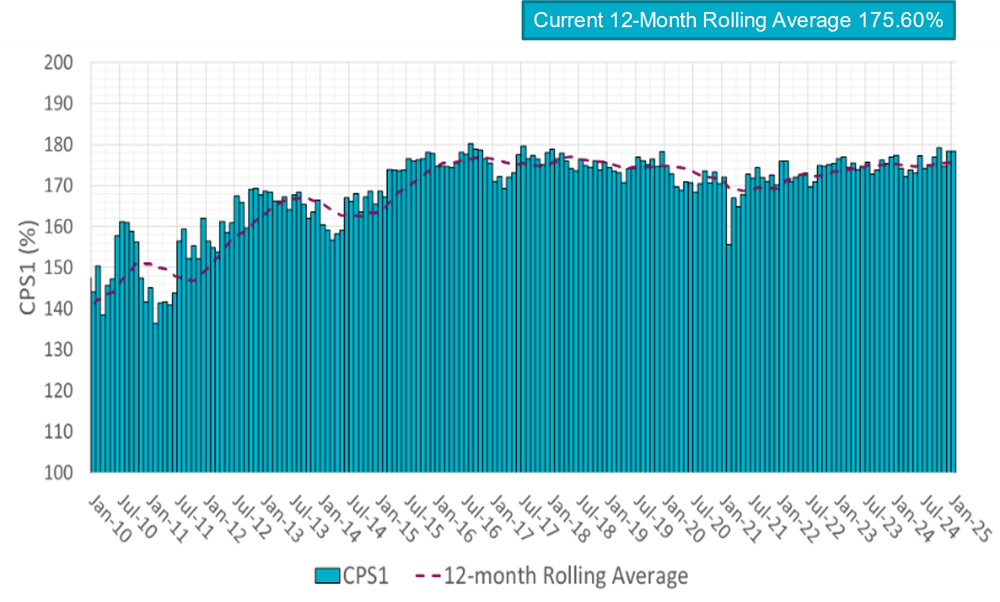 Current 12-Month Rolling Average 175.60%
200
190
180
170
160
150
140
130
120
110
100
CPS1 (%)
Jan-10
Jul-10
Jan-11
Jul-11
Jan-12
Jul-12
Jan-13
Jul-13
Jan-14
Jul-14
Jan-15
Jul-15
Jan-16
Jul-16
Jan-17
Jul-17
Jan-18
Jul-18
Jan-19
Jul-19
Jan-20
Jul-20
Jan-21
Jul-21
Jan-22
Jul-22
Jan-23
Jul-23
Jan-24
Jul-24
Jan-25
CPS1
12-month Rolling Average